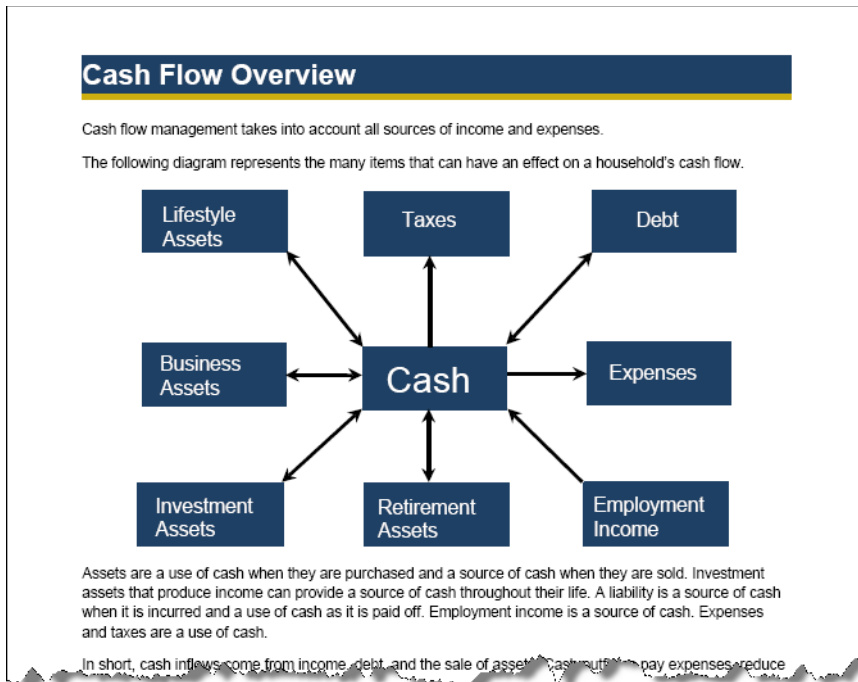 Cash Flow Overview
Cash flow management takes into account all sources of income and expenses.
The following diagram represents the many items that can have an effect on a household's cash flow.
Lifestyle
Assets
Taxes
Debt
Business
Assets
Cash
Expenses
Investment
Assets
Retirement
Assets
Employment
Income
Assets are a use of cash when they are purchased and a source of cash when they are sold. Investment
assets that produce income can provide a source of cash throughout their life. A liability is a source of cash
when it is incurred and a use of cash as it is paid off. Employment income is a source of cash. Expenses
and taxes are a use of cash.
In short, cash inflows come from income, debt, and the sale of assets. Cash outflows pay expenses, reduce